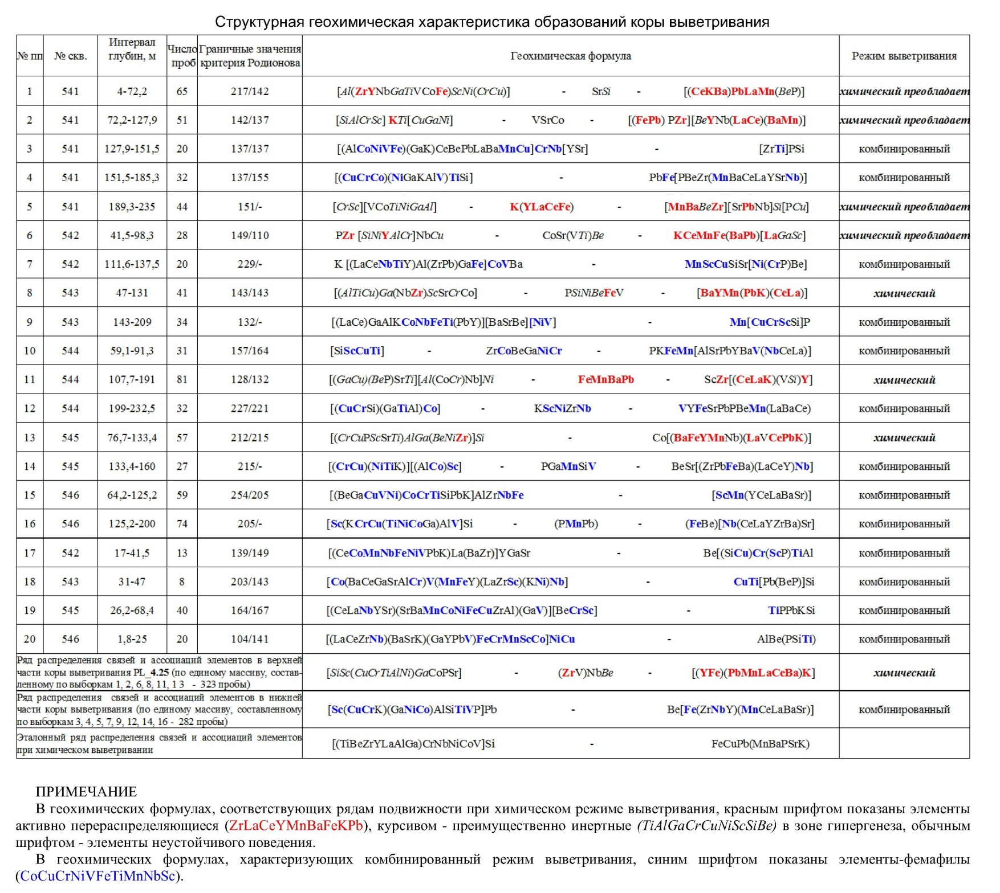 Структурная геохимическая характеристика образований коры выветривания
№ пп № скв. Интервал глубин, м Число проб Граничные значения критерия Родионова Геохимическая формула Режим выветривания
1 541 4-72,2 65 217/142 [Al(ZrYNbGaTiVCoFe)ScNi(CrCu)] - SrSi - [(CeKBa)PbLaMn(BeP)] химический преобладает
2 541 72,2-127,9 51 142/137 [SiAlCrSc] KTi[CuGaNi] - VSrCo - [(FePb) PZr][BeYNb(LaCe)(BaMn)] химический преобладает
3 541 127,9-151,5 20 137/137 [(AlCoNiVFe)(GaK)CeBePbLaBaMnCu]CrNb[YSr] - [ZrTi]PSi комбинированный
4 541 151,5-185,3 32 137/155 [(CuCrCo)(NiGaKAlV)TiSi] - PbFe[PBeZr(MnBaCeLaYSrNb)] комбинированный
5 541 189,3-235 44 151/- [CrSc][VCoTiNiGaAl] - K(YLaCeFe) - [MnBaBeZr][SrPbNb]Si[PCu] химический преобладает
6 542 41,5-98,3 28 149/110 PZr [SiNiYAlCr]NbCu - CoSr(VTi)Be - KCeMnFe(BaPb)[LaGaSc] химический преобладает
7 542 111,6-137,5 20 229/- K [(LaCeNbTiY)Al(ZrPb)GaFe]CoVBa - MnScCuSiSr[Ni(CrP)Be] комбинированный
8 543 47-131 41 143/143 [(AlTiCu)Ga(NbZr)ScSrCrCo] - PSiNiBeFeV - [BaYMn(PbK)(CeLa)] химический
9 543 143-209 34 132/- [(LaCe)GaAlKCoNbFeTi(PbY)][BaSrBe][NiV] - Mn[CuCrScSi]P комбинированный
10 544 59,1-91,3 31 157/164 [SiScCuTi] - ZrCoBeGaNiCr - PKFeMn[AlSrPbYBaV(NbCeLa)] комбинированный
11 544 107,7-191 81 128/132 [(GaCu)(BeP)SrTi][Al(CoCr)Nb]Ni - FeMnBaPb - ScZr[(CeLaK)(VSi)Y] химический
12 544 199-232,5 32 227/221 [(CuCrSi)(GaTiAl)Co] - KScNiZrNb - VYFeSrPbPBeMn(LaBaCe) комбинированный
13 545 76,7-133,4 57 212/215 [(CrCuPScSrTi)AlGa(BeNiZr)]Si - Co[(BaFeYMnNb)(LaVCePbK)] химический
14 545 133,4-160 27 215/- [(CrCu)(NiTiK)][(AlCo)Sc] - PGaMnSiV - BeSr[(ZrPbFeBa)(LaCeY)Nb] комбинированный
15 546 64,2-125,2 59 254/205 [(BeGaCuVNi)CoCrTiSiPbK]AlZrNbFe - [ScMn(YCeLaBaSr)] комбинированный
16 546 125,2-200 74 205/- [Sc(KCrCu(TiNiCoGa)AlV]Si - (PMnPb) - (FeBe)[Nb(CeLaYZrBa)Sr] комбинированный
17 542 17-41,5 13 139/149 [(CeCoMnNbFeNiVPbK)La(BaZr)]YGaSr - Be[(SiCu)Cr(ScP)TiAl комбинированный
18 543 31-47 8 203/143 [Co(BaCeGaSrAlCr)V(MnFeY)(LaZrSc)(KNi)Nb] - CuTi[Pb(BeP)]Si комбинированный
19 545 26,2-68,4 40 164/167 [(CeLaNbYSr)(SrBaMnCoNiFeCuZrAl)(GaV)][BeCrSc] - TiPPbKSi комбинированный
20 546 1,8-25 20 104/141 [(LaCeZrNb)(BaSrK)(GaYPbV)FeCrMnScCo]NiCu - AlBe(PSiTi) комбинированный
Ряд распределения связей и ассоциаций элементов в верхней
части коры выветривания PL_4.25 (по единому массиву, состав-
ленному по выборкам 1, 2, 6, 8, 11, 1 3 - 323 пробы)
[SiSc(CuCrTiAlNi)GaCoPSr] - (ZrV)NbBe - [(YFe)(PbMnLaCeBa)K] химический
Ряд распределения связей и ассоциаций элементов в нижней
части коры выветривания (по единому массиву, составленному
по выборкам 3, 4, 5, 7, 9, 12, 14, 16 - 282 пробы)
[Sc(CuCrK)(GaNiCo)AlSiTiVP]Pb - Be[Fe(ZrNbY)(MnCeLaBaSr)] комбинированный
Эталонный ряд распределения связей и ассоциаций элементов
при химическом выветривании
[(TiBeZrYLaAlGa)CrNbNiCoV]Si - FeCuPb(MnBaPSrK)
ПРИМЕЧАНИЕ
В геохимических формулах, соответствующих рядам подвижности при химическом режиме выветривания, красным шрифтом показаны элементы
активно перераспределяющиеся (ZrLaCeYMnBaFeKPb), курсивом - преимущественно инертные (TiAlGaCrCuNiScSiBe) в зоне гипергенеза, обычным
шрифтом - элементы неустойчивого поведения.
В геохимических формулах, характеризующих комбинированный режим выветривания, синим шрифтом показаны элементы-фемафилы
(CoCuCrNiVFeTiMnNbSc).